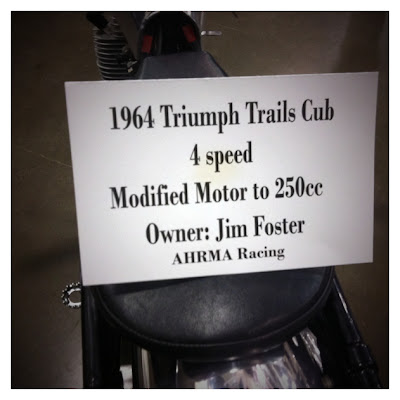 1964 Triumph Trails Cub
4 speed
Modified Motor to 250cc
Owner: Jim Foster
AHRMA Racing